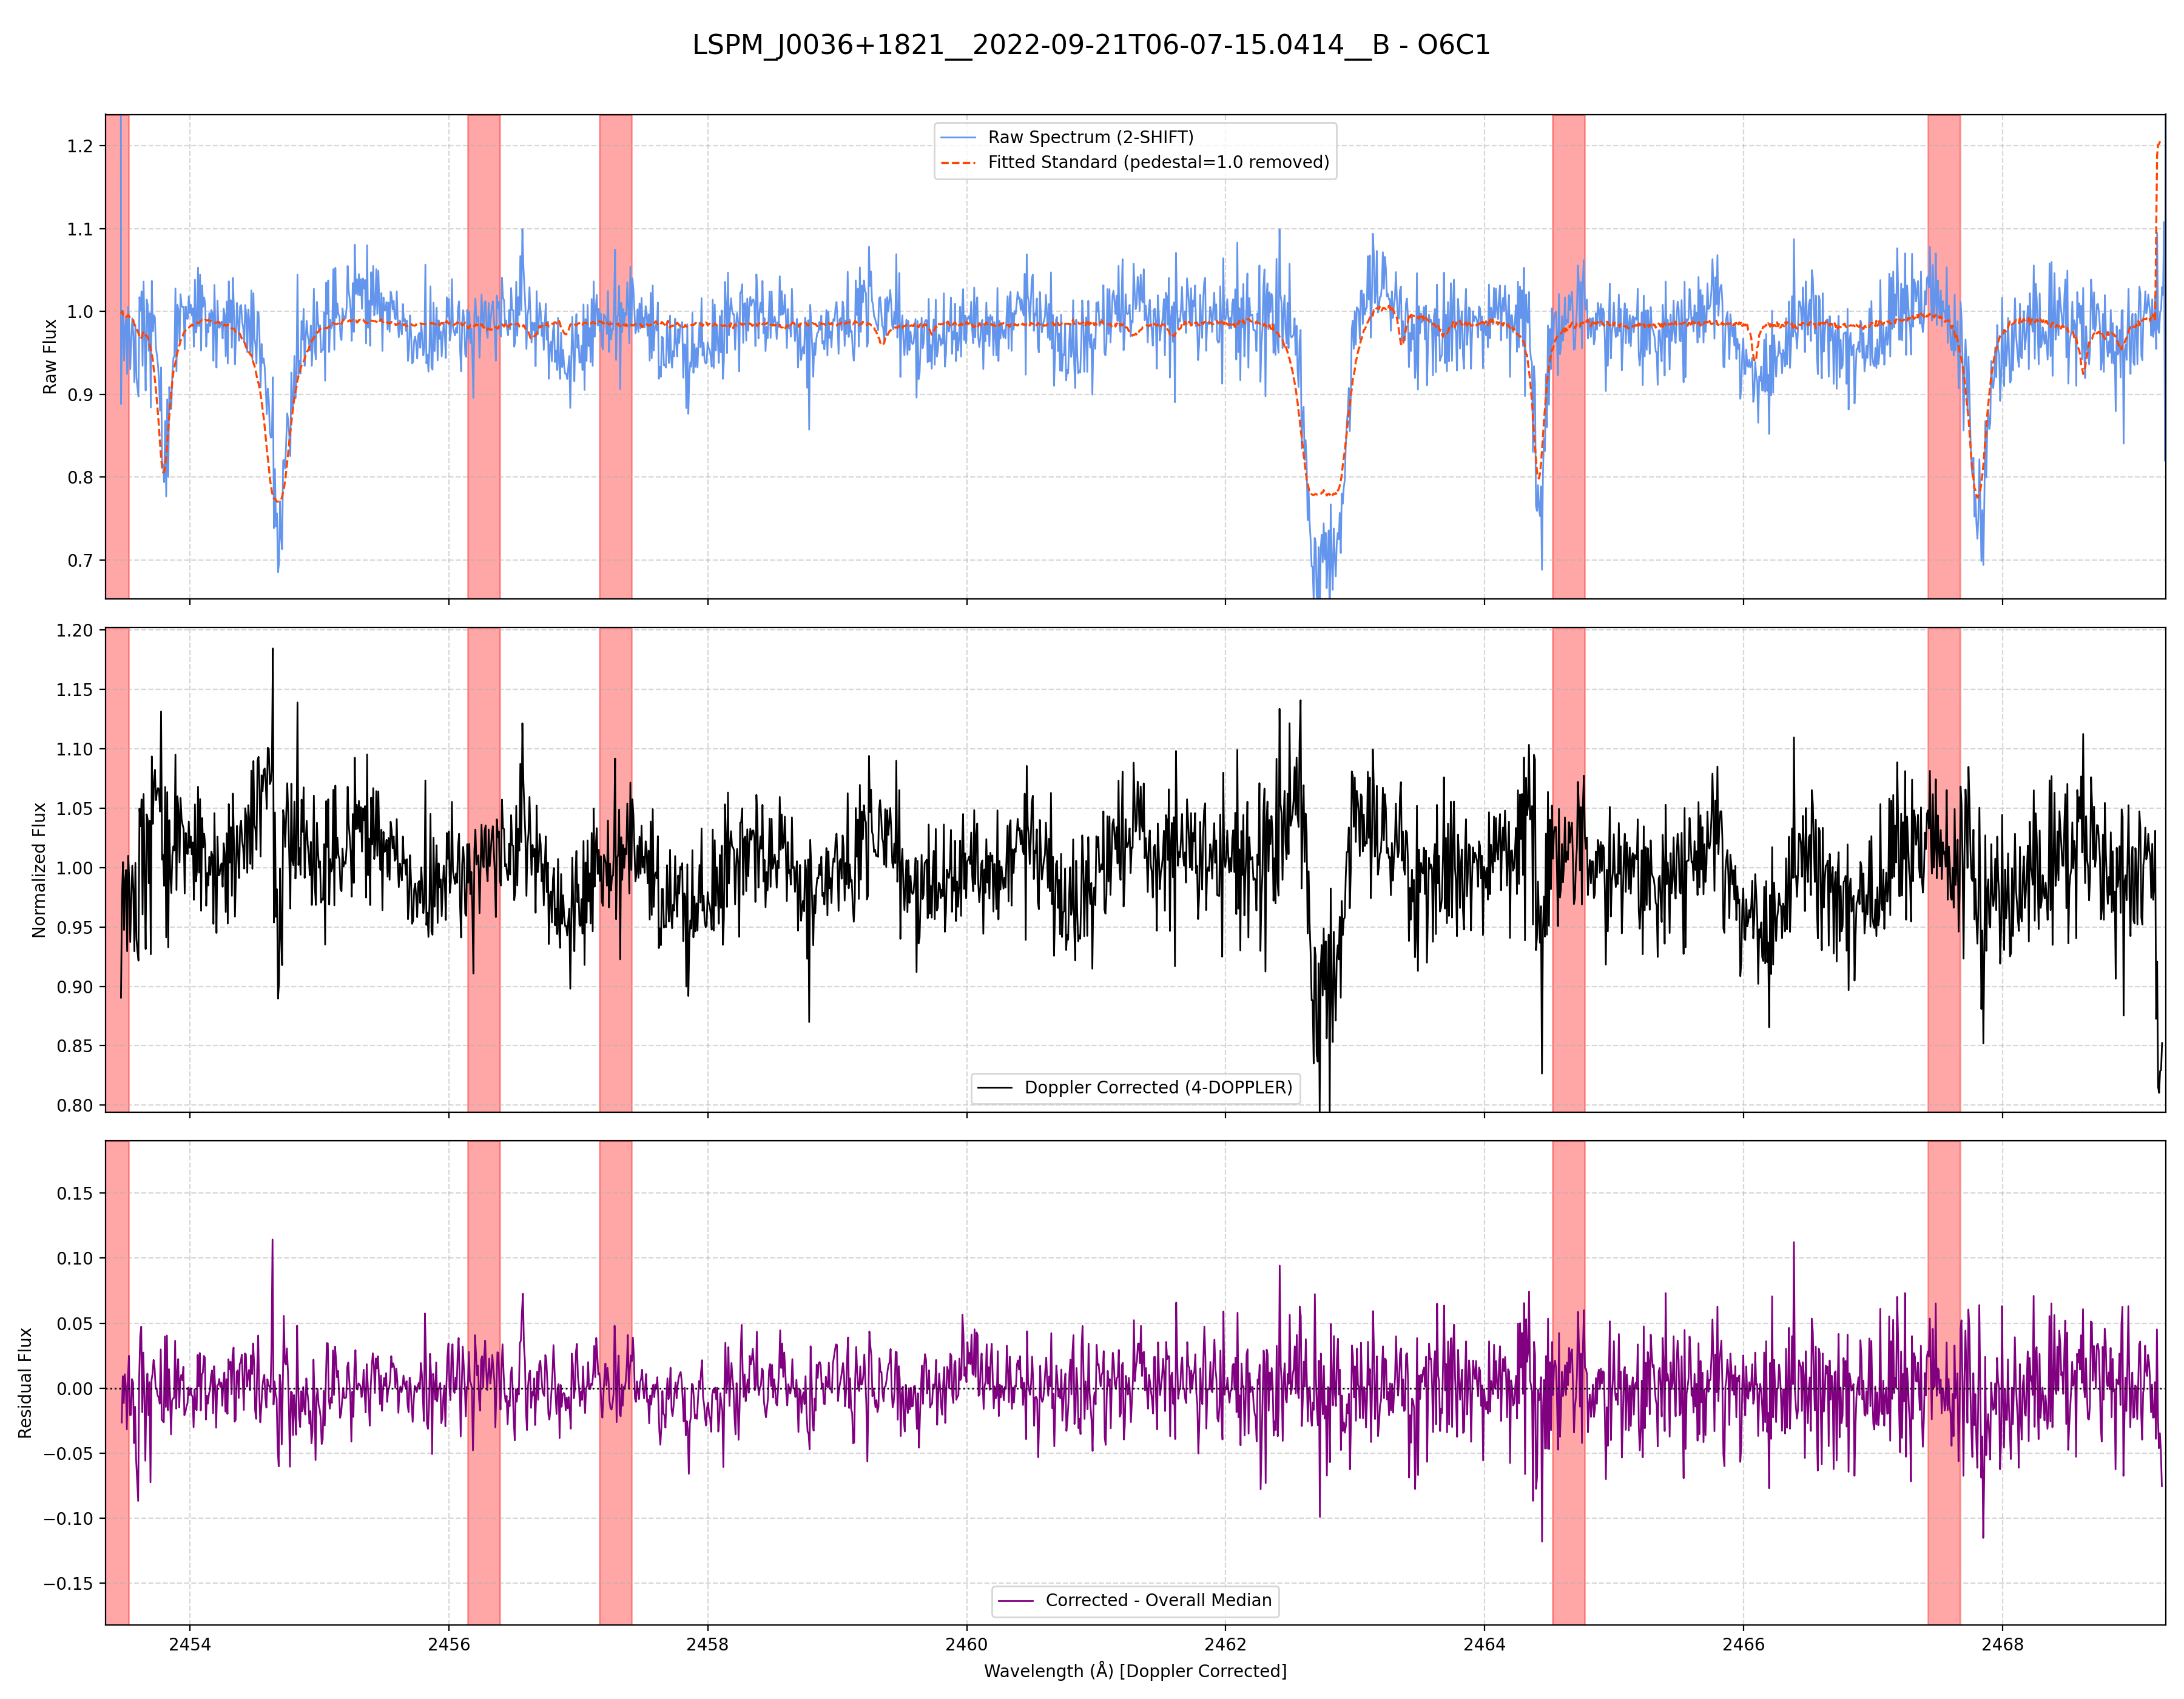 LSPM_J0036+1821__2022-09-21T06-07-15.0414__B - O6C1
Raw Spectrum (2-SHIFT)
Fitted Standard (pedestal=1.0 removed)
Raw Flux
1.2
1.1
1.0
0.9
0.8
0.7
Normalized Flux
1.20
1.15
1.10
1.05
1.00
0.95
0.90
0.85
0.80
Doppler Corrected (4-DOPPLER)
Residual Flux
0.15
0.10
0.05
0.00
−0.05
−0.10
−0.15
Corrected - Overall Median
2454 2456 2458 2460 2462 2464 2466 2468
Wavelength (Å) [Doppler Corrected]